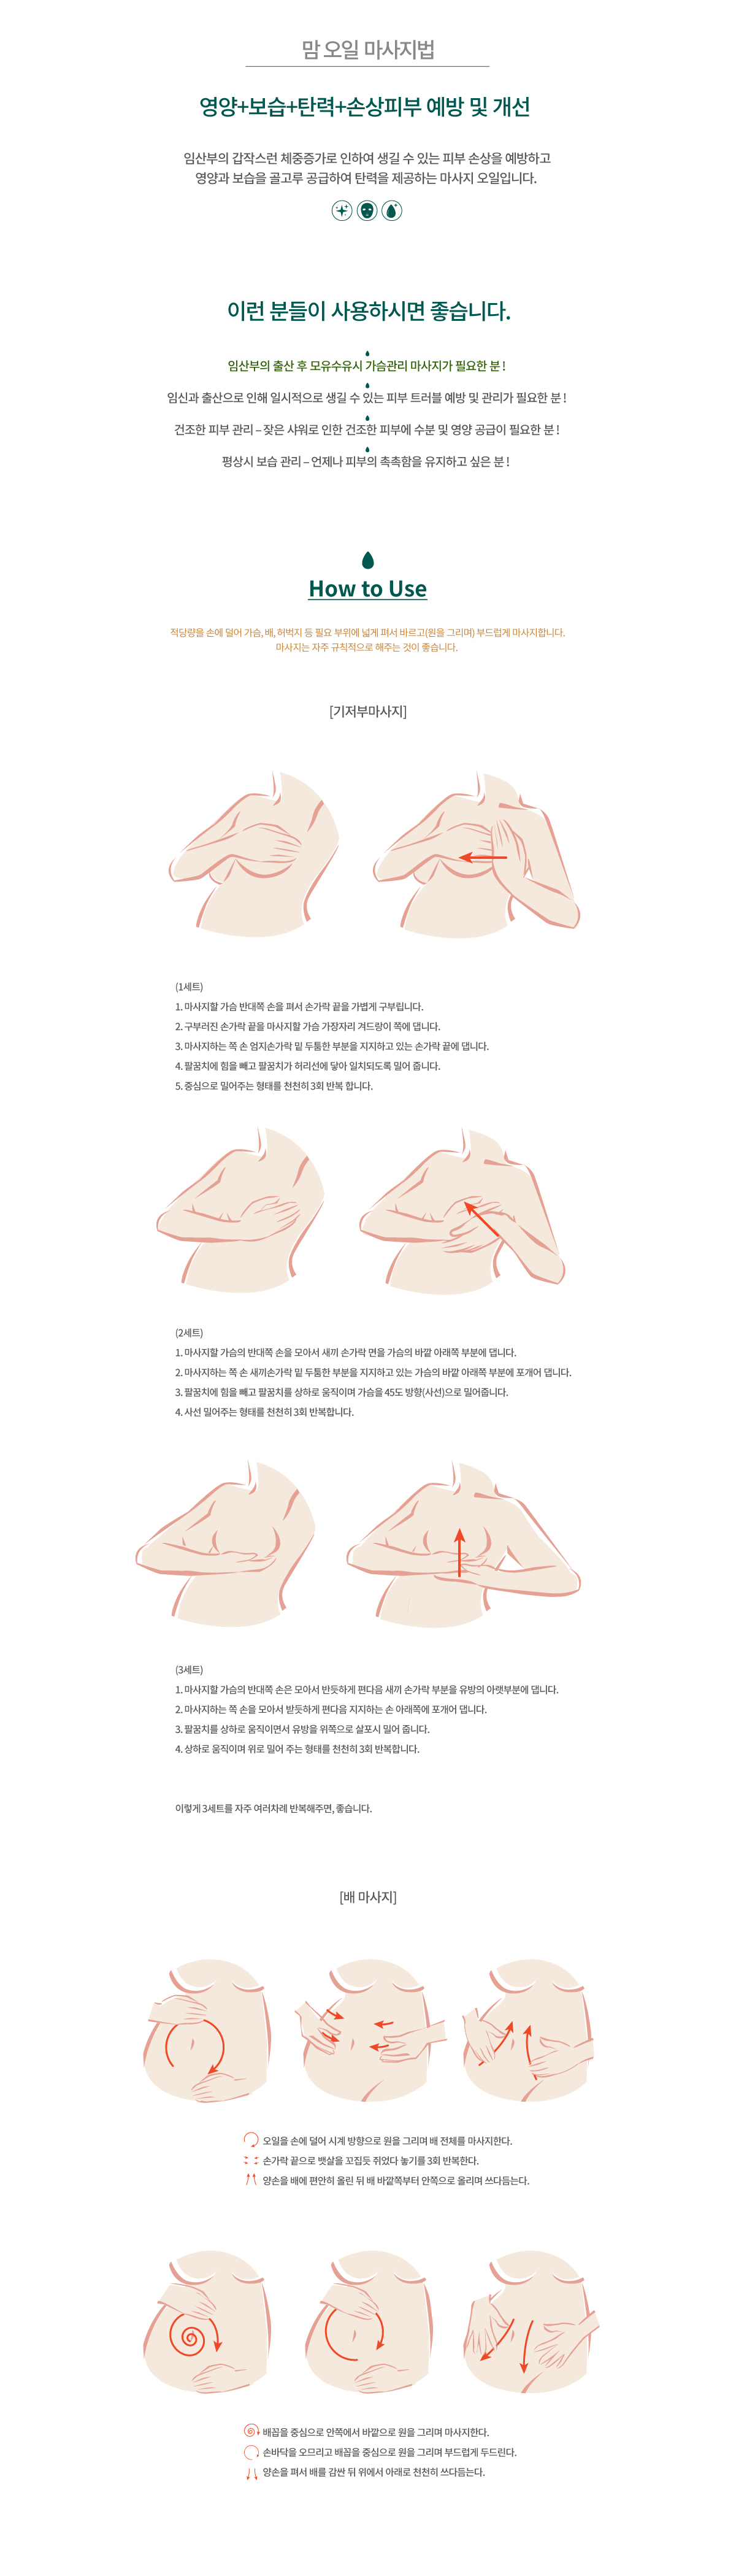 맘 오일 마사지법
영양+보습+탄력+손상피부 예방 및 개선
임산부의 갑작스런 체중증가로 인하여 생길 수 있는 피부 손상을 예방하고
영양과 보습을 골고루 공급하여 탄력을 제공하는 마사지 오일입니다.
이런 분들이 사용하시면 좋습니다.
임산부의 출산 후 모유수유시 가슴관리 마사지가 필요한 분 !
임신과 출산으로 인해 일시적으로 생길 수 있는 피부 트러블 예방 및 관리가 필요한 분 !
건조한 피부 관리 – 잦은 샤워로 인한 건조한 피부에 수분 및 영양 공급이 필요한 분 !
평상시 보습 관리 – 언제나 피부의 촉촉함을 유지하고 싶은 분 !
How to Use
적당량을 손에 덜어 가슴, 배, 허벅지 등 필요 부위에 넓게 펴서 바르고(원을 그리며) 부드럽게 마사지합니다.
마사지는 자주 규칙적으로 해주는 것이 좋습니다.
[기저부마사지]
(1세트)
1. 마사지할 가슴 반대쪽 손을 펴서 손가락 끝을 가볍게 구부립니다.
2. 구부러진 손가락 끝을 마사지할 가슴 가장자리 겨드랑이 쪽에 댑니다.
3. 마사지하는 쪽 손 엄지손가락 밑 두툼한 부분을 지지하고 있는 손가락 끝에 댑니다.
4. 팔꿈치에 힘을 빼고 팔꿈치가 허리선에 닿아 일치되도록 밀어 줍니다.
5. 중심으로 밀어주는 형태를 천천히 3회 반복 합니다.
(2세트)
1. 마사지할 가슴의 반대쪽 손을 모아서 새끼 손가락 면을 가슴의 바깥 아래쪽 부분에 댑니다.
2. 마사지하는 쪽 손 새끼손가락 밑 두툼한 부분을 지지하고 있는 가슴의 바깥 아래쪽 부분에 포개어 댑니다.
3. 팔꿈치에 힘을 빼고 팔꿈치를 상하로 움직이며 가슴을 45도 방향(사선)으로 밀어줍니다.
4. 사선 밀어주는 형태를 천천히 3회 반복합니다.
(3세트)
1. 마사지할 가슴의 반대쪽 손은 모아서 반듯하게 편다음 새끼 손가락 부분을 유방의 아랫부분에 댑니다.
2. 마사지하는 쪽 손을 모아서 받듯하게 편다음 지지하는 손 아래쪽에 포개어 댑니다.
3. 팔꿈치를 상하로 움직이면서 유방을 위쪽으로 살포시 밀어 줍니다.
4. 상하로 움직이며 위로 밀어 주는 형태를 천천히 3회 반복합니다.
이렇게 3세트를 자주 여러차례 반복해주면, 좋습니다.
[배 마사지]
오일을 손에 덜어 시계 방향으로 원을 그리며 배 전체를 마사지한다.
손가락 끝으로 뱃살을 꼬집듯 쥐었다 놓기를 3회 반복한다.
양손을 배에 편안히 올린 뒤 배 바깥쪽부터 안쪽으로 올리며 쓰다듬는다.
배꼽을 중심으로 안쪽에서 바깥으로 원을 그리며 마사지한다.
손바닥을 오므리고 배꼽을 중심으로 원을 그리며 부드럽게 두드린다.
양손을 펴서 배를 감싼 뒤 위에서 아래로 천천히 쓰다듬는다.